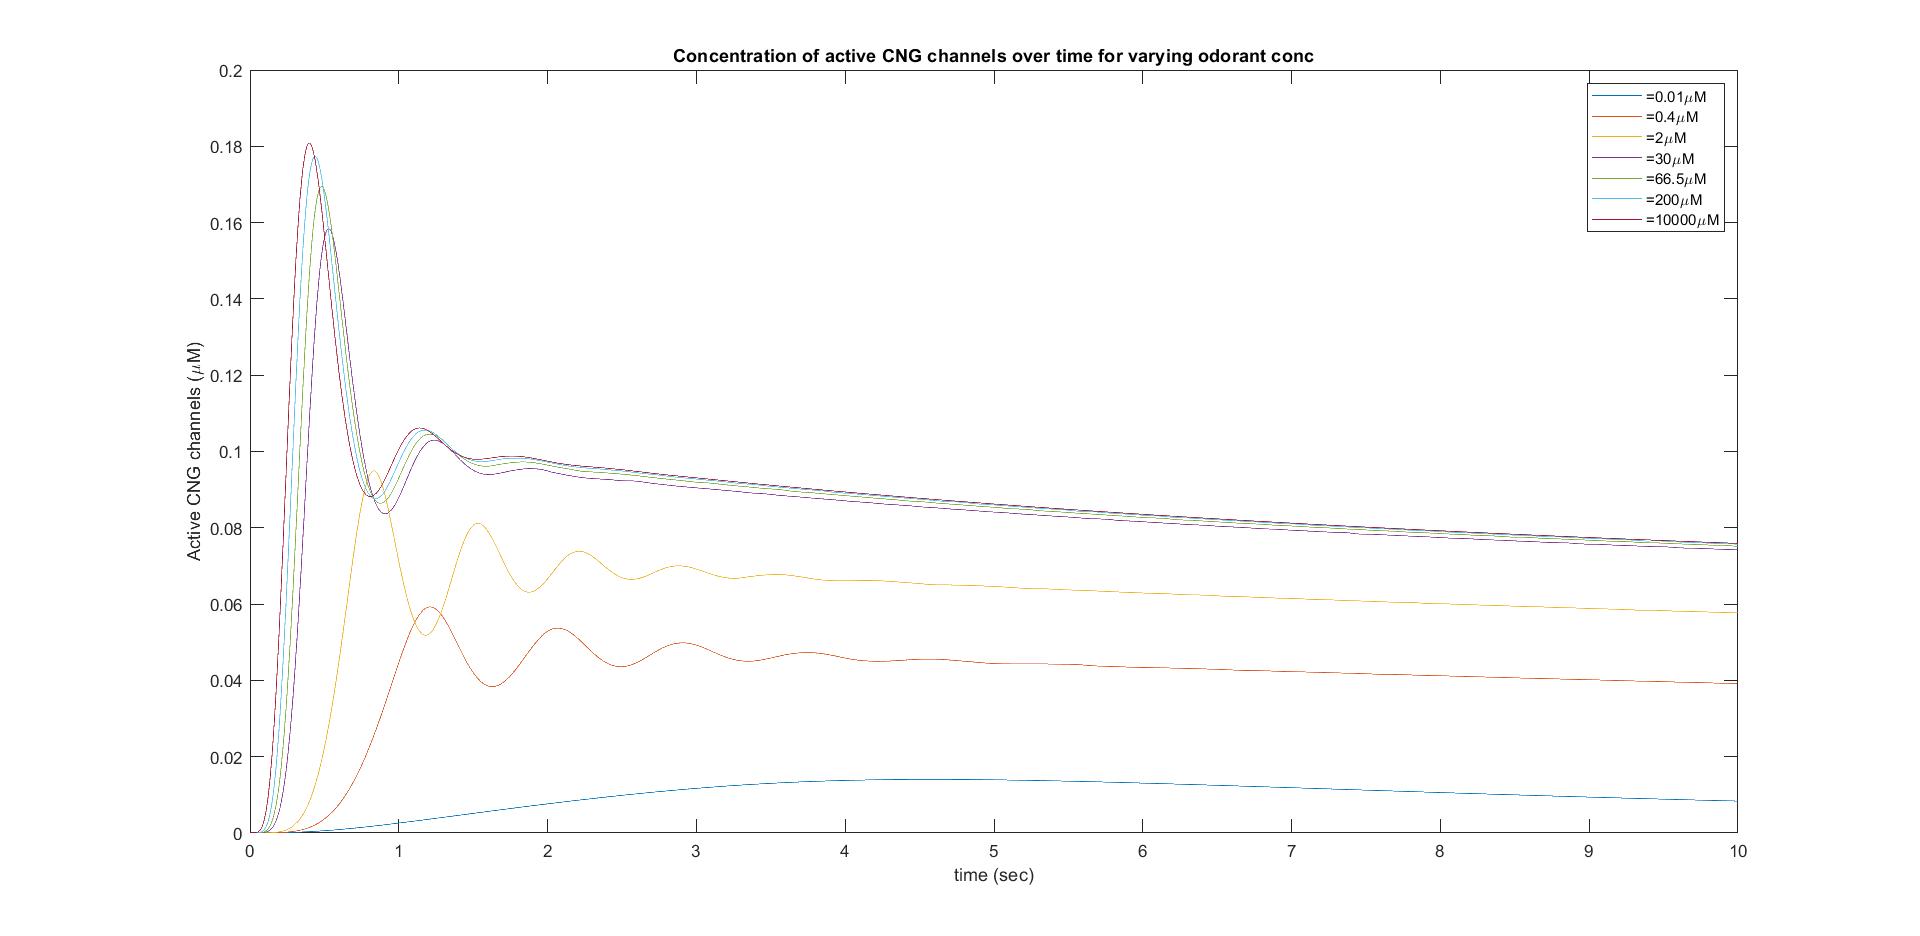 Concentration of active CNG channels over time for varying odorant conc
0.2
0.18
0.16
0.14
0.12
0.1
0.08
0.06
0.04
0.02
0
Active CNG channels (μM)
=0.01μM
=0.4μM
=2μM
=30μM
=66.5μM
=200μM
=10000μM
0 1 2 3 4 5 6 7 8 9 10
time (sec)